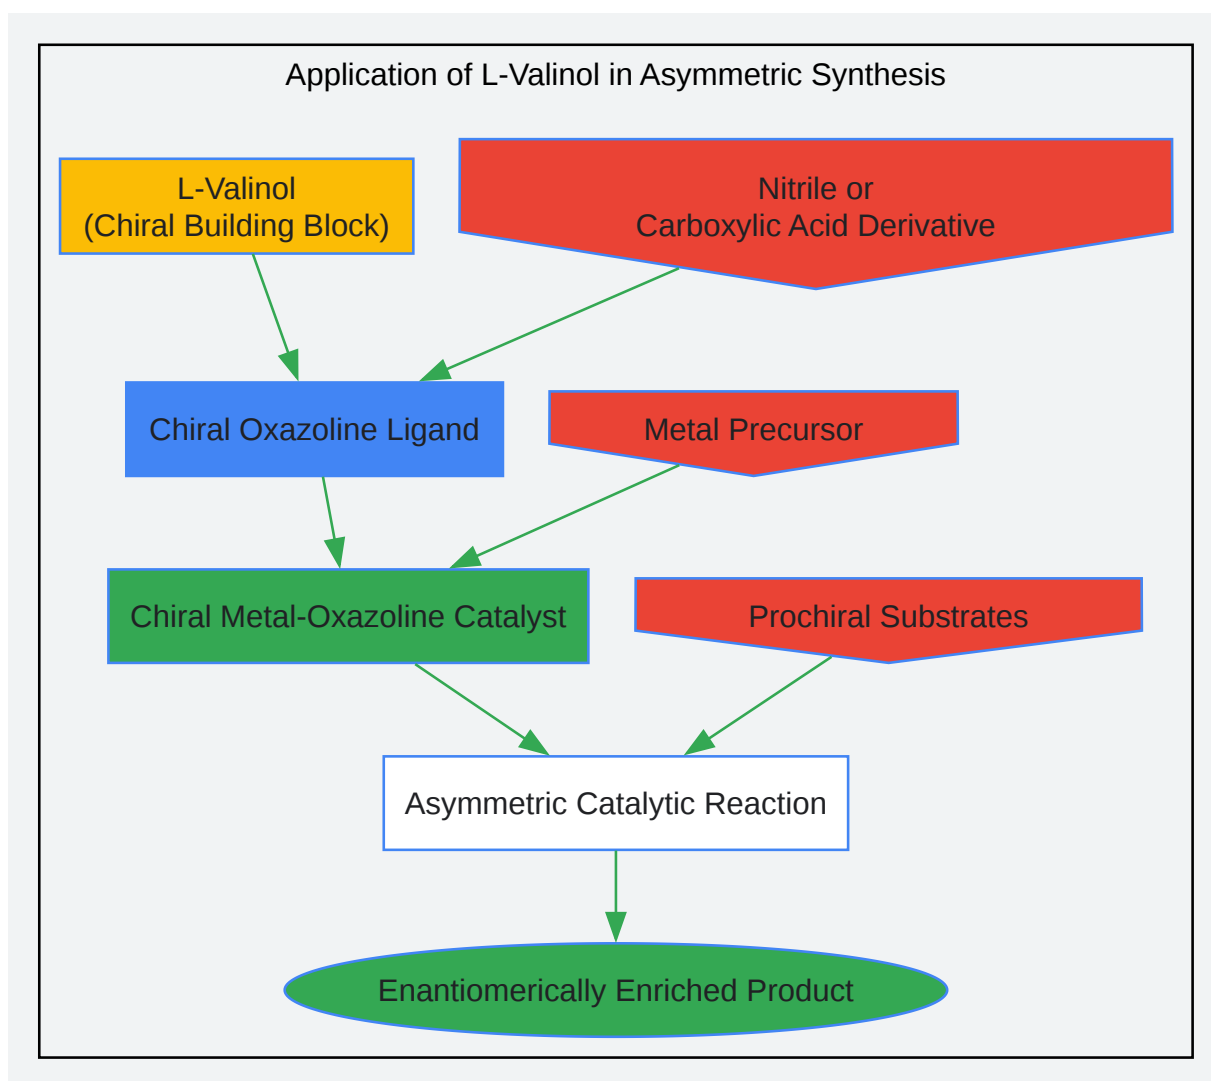 Application of L-Valinol in Asymmetric Synthesis
L-Valinol
(Chiral Building Block)
Nitrile or
Carboxylic Acid Derivative
Chiral Oxazoline Ligand
Metal Precursor
Chiral Metal-Oxazoline Catalyst
Prochiral Substrates
Asymmetric Catalytic Reaction
Enantiomerically Enriched Product